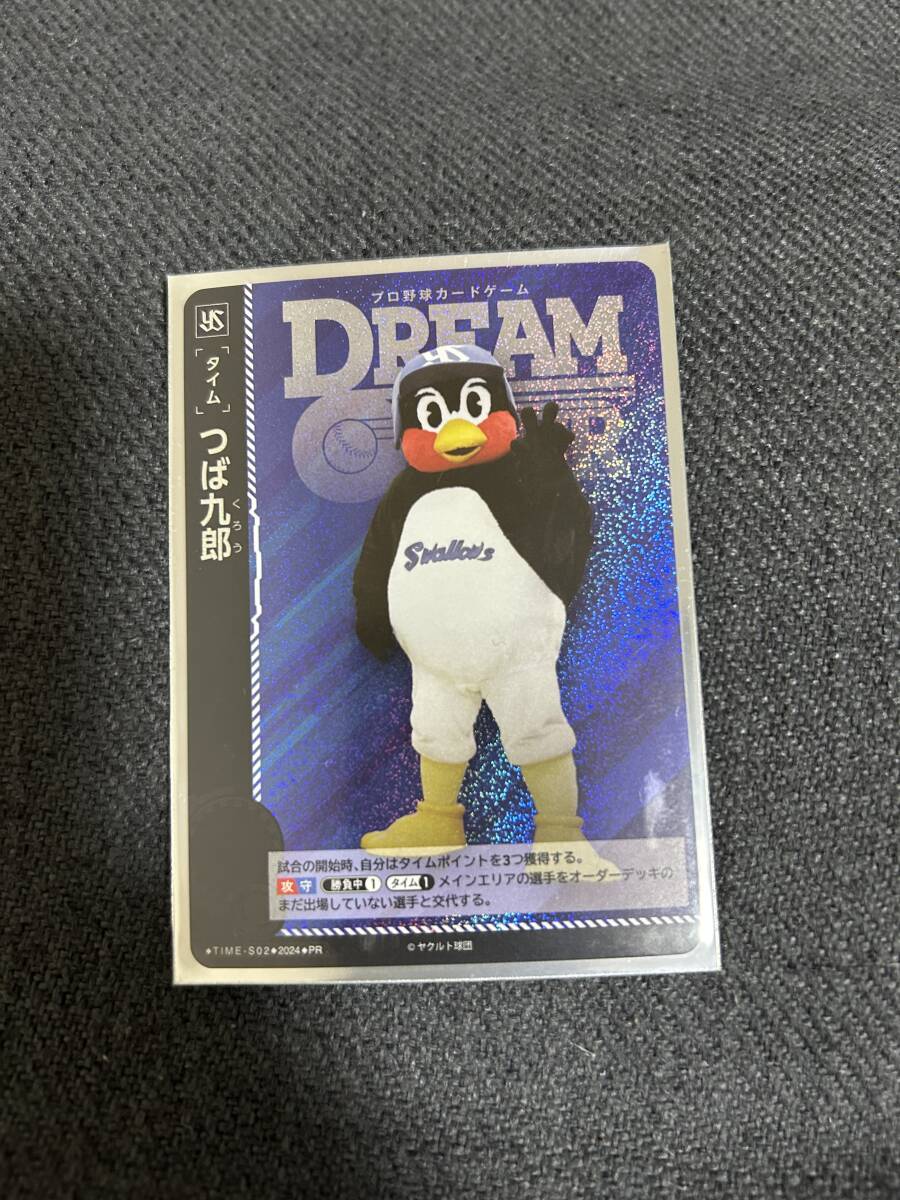 プロ野球カードゲーム
DREAM
YS
タイム
つば九郎
くろう
Swallows
試合の開始時、自分はタイムポイントを3つ獲得する。
攻 守 勝負中 1 タイム 1 メインエリアの選手をオーダーデッキの
まだ出場していない選手と交代する。
◆TIME-S02◆2024◆PR
©ヤクルト球団